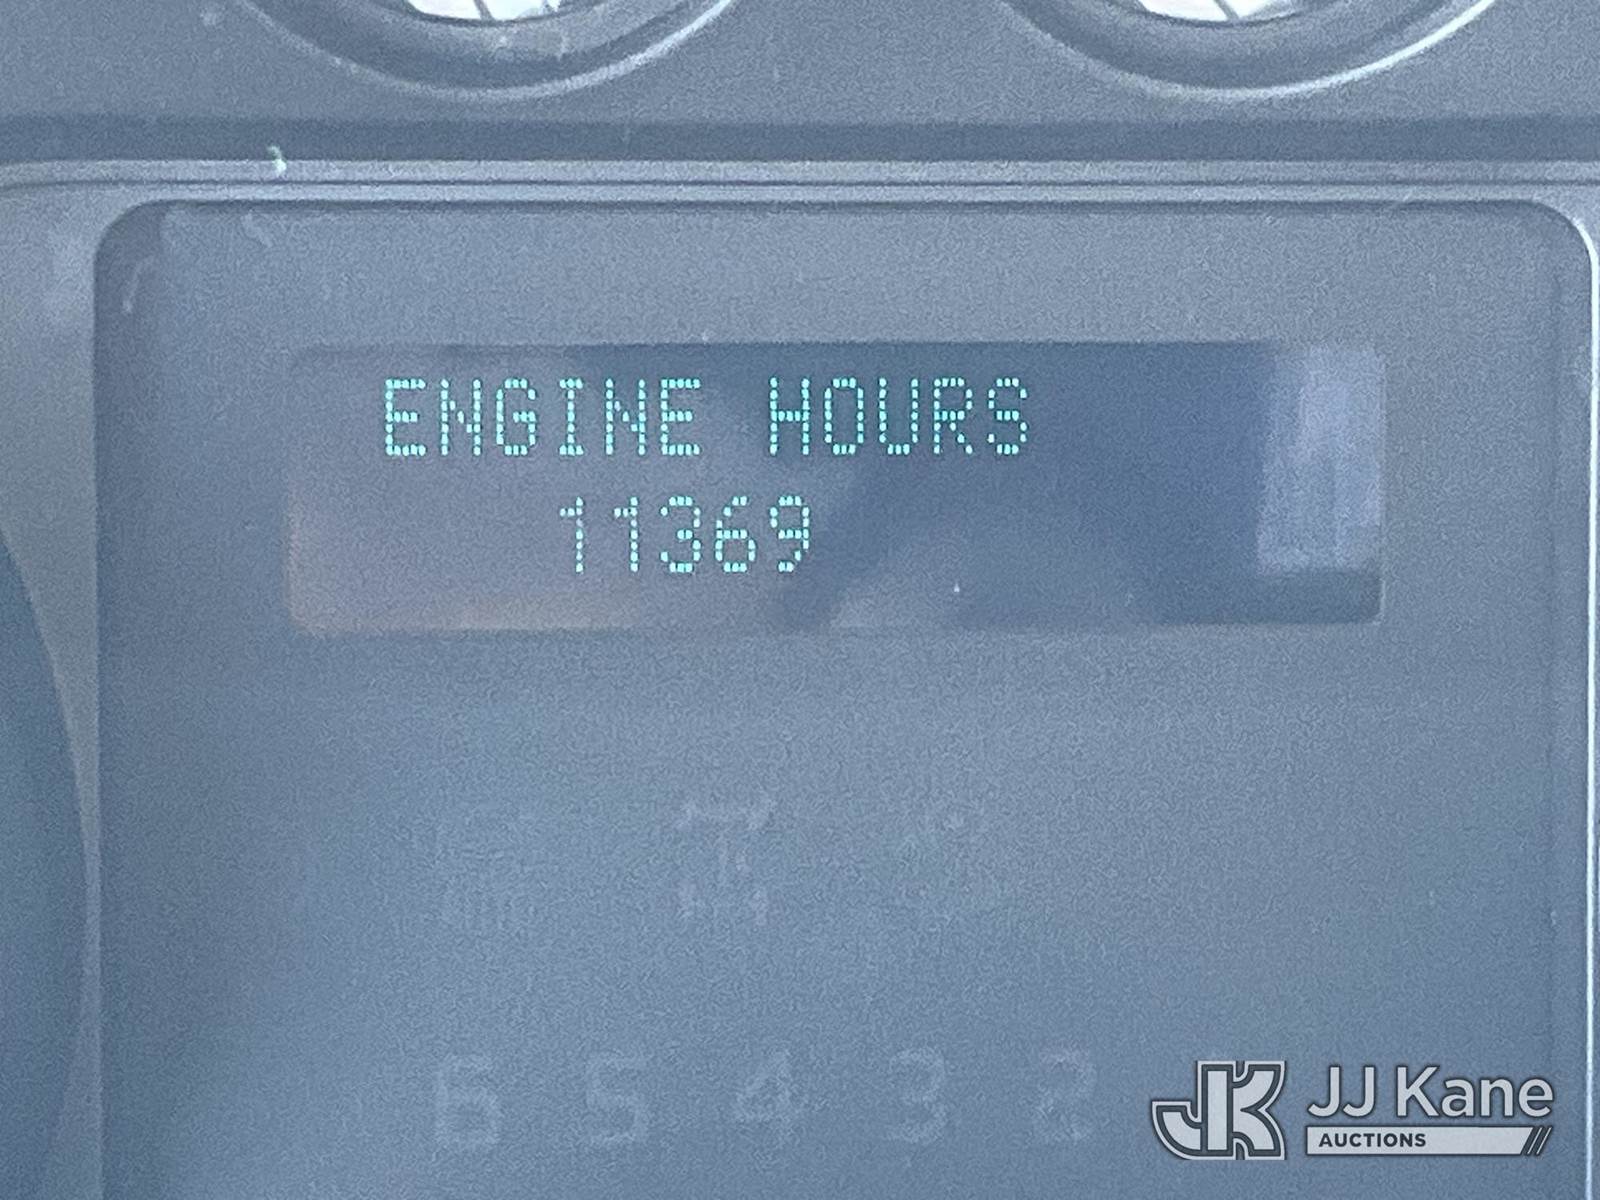 ENGINE HOURS
11369
6 5 4 3 2
JJ Kane
AUCTIONS